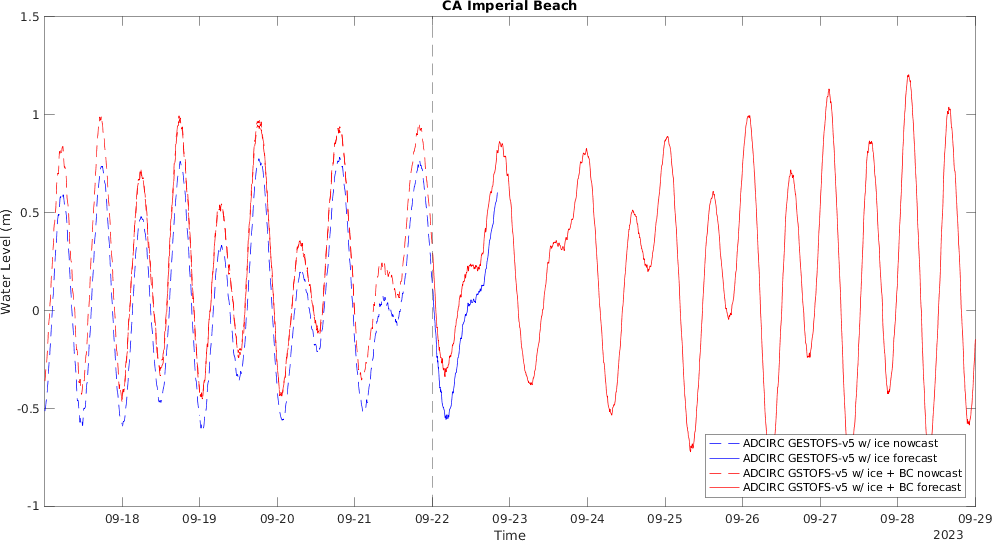 CA Imperial Beach
1.5
1
0.5
0
-0.5
-1
Water Level (m)
09-18 09-19 09-20 09-21 09-22 09-23 09-24 09-25 09-26 09-27 09-28 09-29
Time
2023
ADCIRC GESTOFS-v5 w/ ice nowcast
ADCIRC GESTOFS-v5 w/ ice forecast
ADCIRC GSTOFS-v5 w/ ice + BC nowcast
ADCIRC GSTOFS-v5 w/ ice + BC forecast